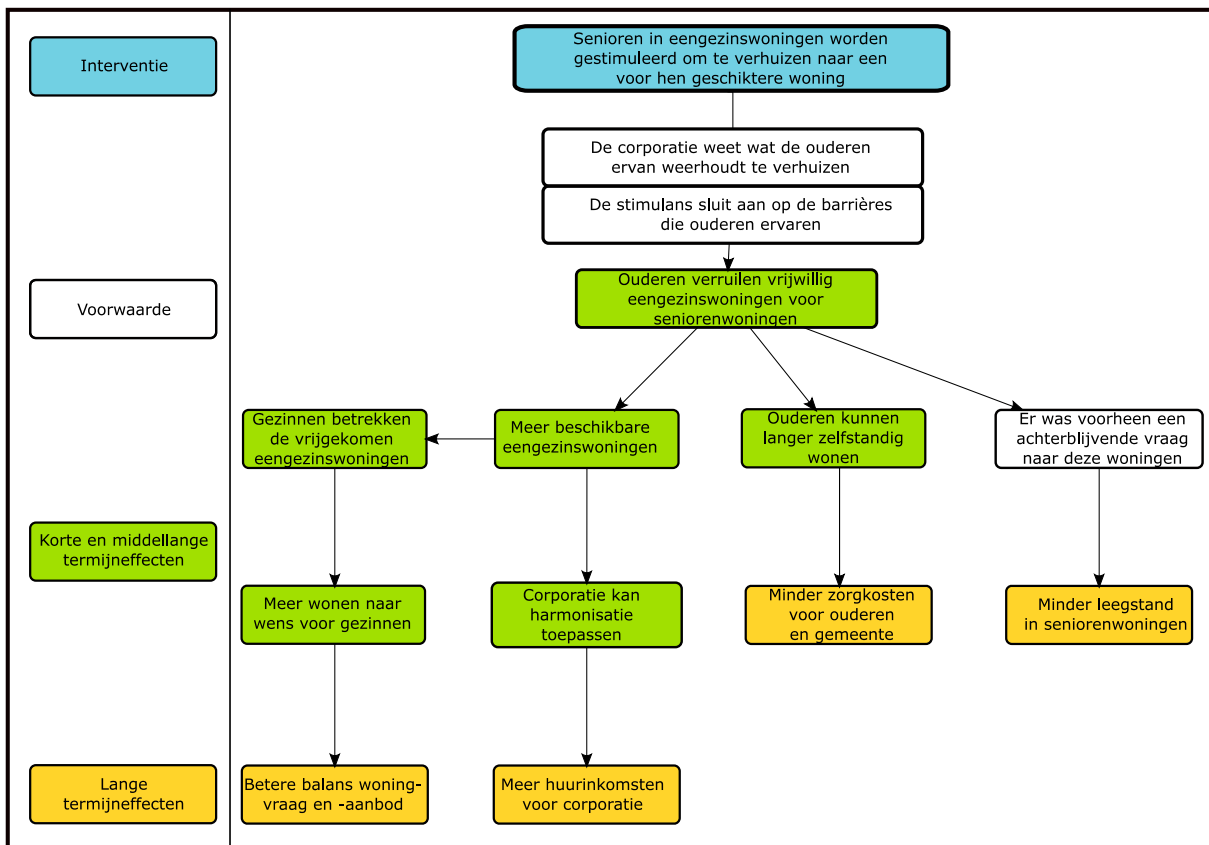 Interventie
Voorwaarde
Korte en middellange
termijneffecten
Lange
termijneffecten
Senioren in eengezinswoningen worden
gestimuleerd om te verhuizen naar een
voor hen geschiktere woning
De corporatie weet wat de ouderen
ervan weerhoudt te verhuizen
De stimulans sluit aan op de barrières
die ouderen ervaren
Ouderen verruilen vrijwillig
eengezinswoningen voor
seniorenwoningen
Gezinnen betrekken
de vrijgekomen
eengezinswoningen
Meer beschikbare
eengezinswoningen
Ouderen kunnen
langer zelfstandig
wonen
Er was voorheen een
achterblijvende vraag
naar deze woningen
Meer wonen naar
wens voor gezinnen
Corporatie kan
harmonisatie
toepassen
Minder zorgkosten
voor ouderen
en gemeente
Minder leegstand
in seniorenwoningen
Betere balans woning-
vraag en -aanbod
Meer huurinkomsten
voor corporatie